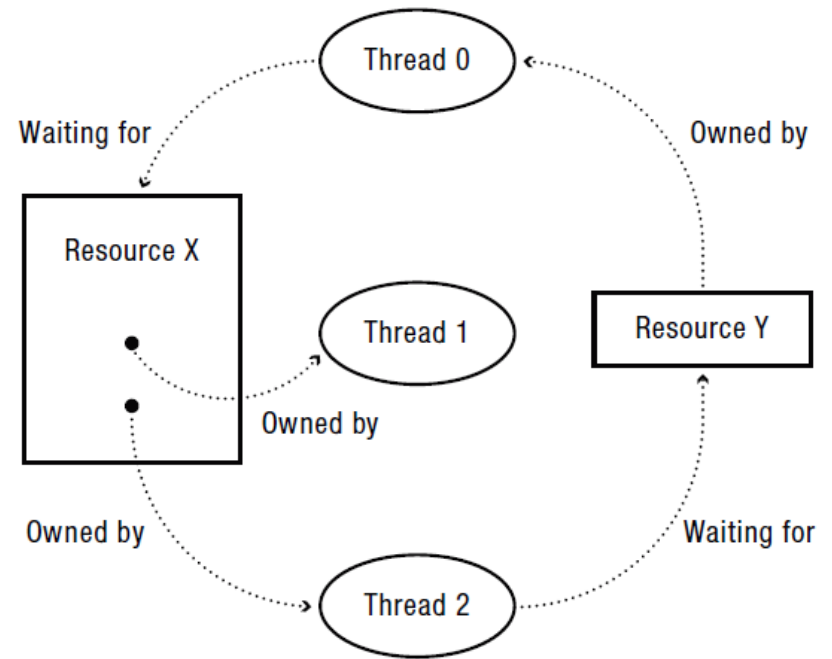 Thread 0
Waiting for
Owned by
Resource X
Thread 1
Resource Y
Owned by
Owned by
Waiting for
Thread 2